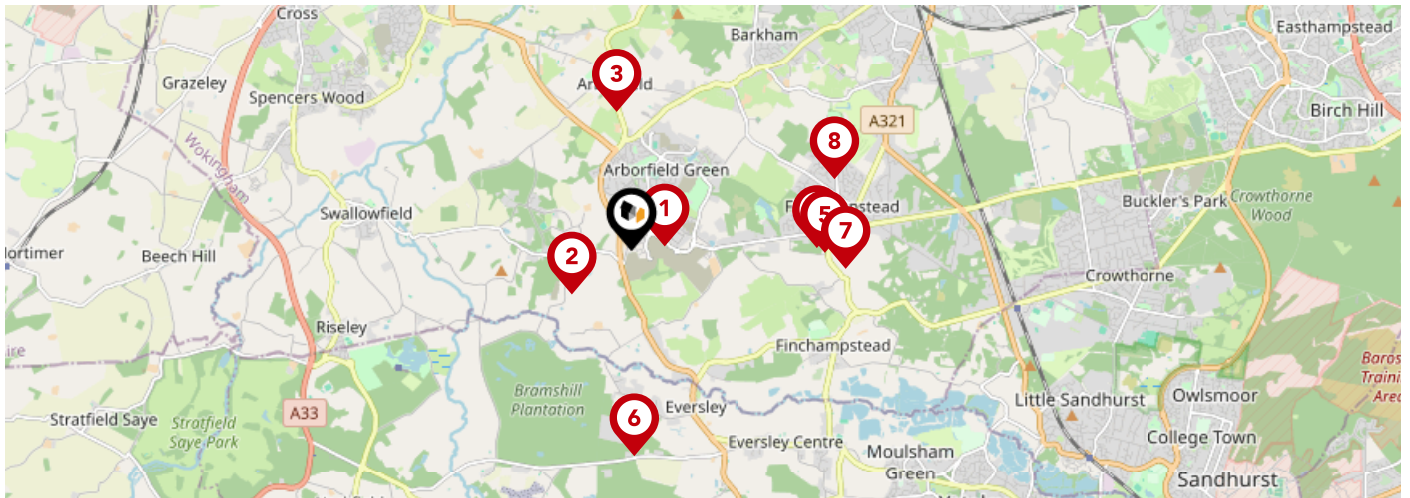 Cross
Easthampstead
Barkham
Grazeley
3
Spencers Wood
Birch Hill
A321
8
Wokingham
Arborfield Green
1
Buckler's Park
Crowthorne
Wood
Swallowfield
5
7
2
Beech Hill
Crowthorne
Riseley
Finchampstead
Bramshill
Plantation
Little Sandhurst
Owlsmoor
A33
Stratfield Saye
Stratfield
Saye Park
6
Eversley
Eversley Centre
College Town
Moulsham
Green
Sandhurst